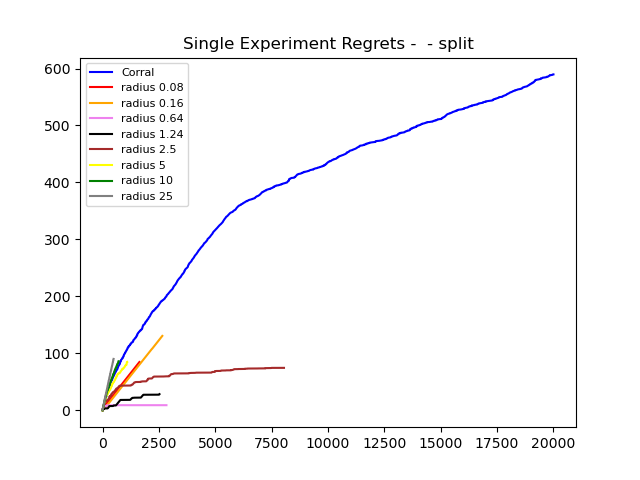 Single Experiment Regrets -  - split
600
500
400
300
200
100
0
Corral
radius 0.08
radius 0.16
radius 0.64
radius 1.24
radius 2.5
radius 5
radius 10
radius 25
0 2500 5000 7500 10000 12500 15000 17500 20000